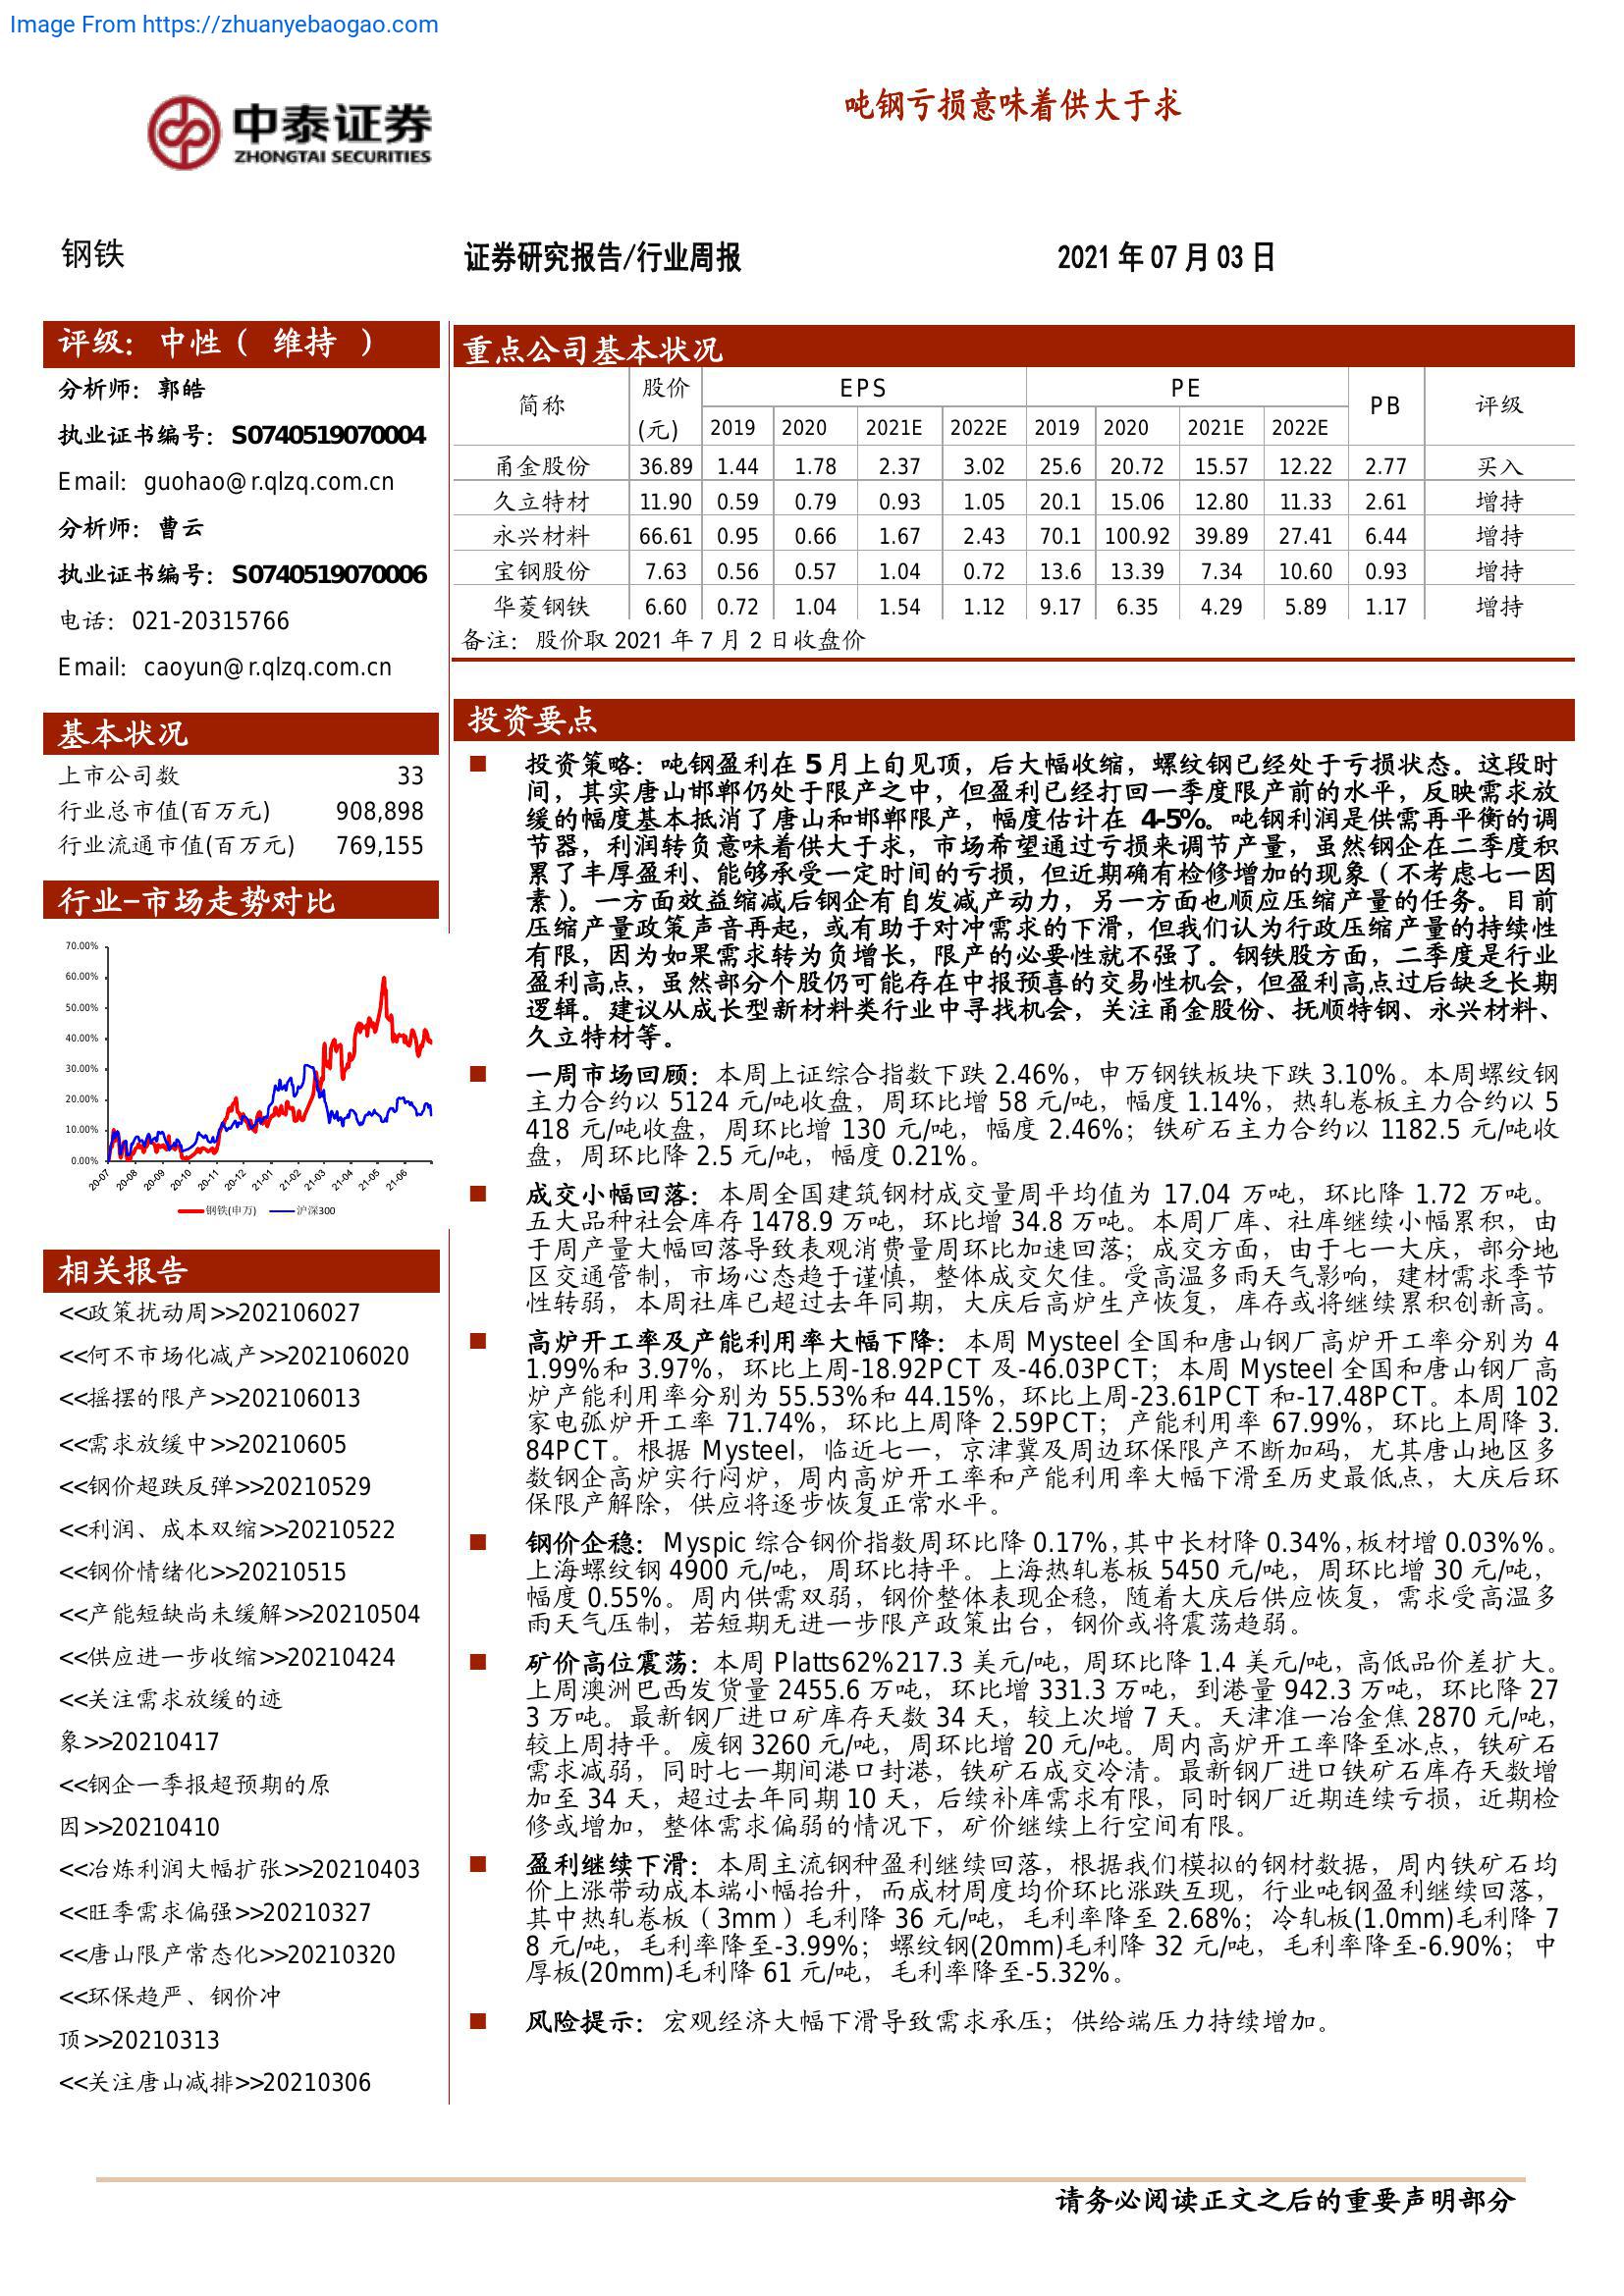 Image From https://zhuanyebaogao.com
吨钢亏损意味着供大于求
中泰证券
ZHONGTAI SECURITIES
钢铁
证券研究报告/行业周报
2021 年 07 月 03 日
评级：中性（ 维持 ）
分析师：郭皓
执业证书编号：S0740519070004
Email：guohao@r.qlzq.com.cn
分析师：曹云
执业证书编号：S0740519070006
电话：021-20315766
Email：caoyun@r.qlzq.com.cn
基本状况
上市公司数 33
行业总市值(百万元) 908,898
行业流通市值(百万元) 769,155
行业-市场走势对比
70.00%
60.00%
50.00%
40.00%
30.00%
20.00%
10.00%
0.00%
20-07 20-08 20-09 20-10 20-11 20-12 21-01 21-02 21-03 21-04 21-05 21-06
钢铁(申万) 沪深300
相关报告
<<政策扰动周>>202106027
<<何不市场化减产>>202106020
<<摇摆的限产>>202106013
<<需求放缓中>>20210605
<<钢价超跌反弹>>20210529
<<利润、成本双缩>>20210522
<<钢价情绪化>>20210515
<<产能短缺尚未缓解>>20210504
<<供应进一步收缩>>20210424
<<关注需求放缓的迹
象>>20210417
<<钢企一季报超预期的原
因>>20210410
<<冶炼利润大幅扩张>>20210403
<<旺季需求偏强>>20210327
<<唐山限产常态化>>20210320
<<环保趋严、钢价冲
顶>>20210313
<<关注唐山减排>>20210306
重点公司基本状况
简称 股价 EPS PE PB 评级
(元) 2019 2020 2021E 2022E 2019 2020 2021E 2022E
甬金股份 36.89 1.44 1.78 2.37 3.02 25.6 20.72 15.57 12.22 2.77 买入
久立特材 11.90 0.59 0.79 0.93 1.05 20.1 15.06 12.80 11.33 2.61 增持
永兴材料 66.61 0.95 0.66 1.67 2.43 70.1 100.92 39.89 27.41 6.44 增持
宝钢股份 7.63 0.56 0.57 1.04 0.72 13.6 13.39 7.34 10.60 0.93 增持
华菱钢铁 6.60 0.72 1.04 1.54 1.12 9.17 6.35 4.29 5.89 1.17 增持
备注：股价取 2021 年 7 月 2 日收盘价
投资要点
投资策略：吨钢盈利在 5 月上旬见顶，后大幅收缩，螺纹钢已经处于亏损状态。这段时
间，其实唐山邯郸仍处于限产之中，但盈利已经打回一季度限产前的水平，反映需求放
缓的幅度基本抵消了唐山和邯郸限产，幅度估计在 4-5%。吨钢利润是供需再平衡的调
节器，利润转负意味着供大于求，市场希望通过亏损来调节产量，虽然钢企在二季度积
累了丰厚盈利、能够承受一定时间的亏损，但近期确有检修增加的现象（不考虑七一因
素）。一方面效益缩减后钢企有自发减产动力，另一方面也顺应压缩产量的任务。目前
压缩产量政策声音再起，或有助于对冲需求的下滑，但我们认为行政压缩产量的持续性
有限，因为如果需求转为负增长，限产的必要性就不强了。钢铁股方面，二季度是行业
盈利高点，虽然部分个股仍可能存在中报预喜的交易性机会，但盈利高点过后缺乏长期
逻辑。建议从成长型新材料类行业中寻找机会，关注甬金股份、抚顺特钢、永兴材料、
久立特材等。
一周市场回顾：本周上证综合指数下跌 2.46%，申万钢铁板块下跌 3.10%。本周螺纹钢
主力合约以 5124 元/吨收盘，周环比增 58 元/吨，幅度 1.14%，热轧卷板主力合约以 5
418 元/吨收盘，周环比增 130 元/吨，幅度 2.46%；铁矿石主力合约以 1182.5 元/吨收
盘，周环比降 2.5 元/吨，幅度 0.21%。
成交小幅回落：本周全国建筑钢材成交量周平均值为 17.04 万吨，环比降 1.72 万吨。
五大品种社会库存 1478.9 万吨，环比增 34.8 万吨。本周厂库、社库继续小幅累积，由
于周产量大幅回落导致表观消费量周环比加速回落；成交方面，由于七一大庆，部分地
区交通管制，市场心态趋于谨慎，整体成交欠佳。受高温多雨天气影响，建材需求季节
性转弱，本周社库已超过去年同期，大庆后高炉生产恢复，库存或将继续累积创新高。
高炉开工率及产能利用率大幅下降：本周 Mysteel 全国和唐山钢厂高炉开工率分别为 4
1.99%和 3.97%，环比上周-18.92PCT 及-46.03PCT；本周 Mysteel 全国和唐山钢厂高
炉产能利用率分别为 55.53%和 44.15%，环比上周-23.61PCT 和-17.48PCT。本周 102
家电弧炉开工率 71.74%，环比上周降 2.59PCT；产能利用率 67.99%，环比上周降 3.
84PCT。根据 Mysteel，临近七一，京津冀及周边环保限产不断加码，尤其唐山地区多
数钢企高炉实行闷炉，周内高炉开工率和产能利用率大幅下滑至历史最低点，大庆后环
保限产解除，供应将逐步恢复正常水平。
钢价企稳：Myspic 综合钢价指数周环比降 0.17%，其中长材降 0.34%，板材增 0.03%%。
上海螺纹钢 4900 元/吨，周环比持平。上海热轧卷板 5450 元/吨，周环比增 30 元/吨，
幅度 0.55%。周内供需双弱，钢价整体表现企稳，随着大庆后供应恢复，需求受高温多
雨天气压制，若短期无进一步限产政策出台，钢价或将震荡趋弱。
矿价高位震荡：本周 Platts62%217.3 美元/吨，周环比降 1.4 美元/吨，高低品价差扩大。
上周澳洲巴西发货量 2455.6 万吨，环比增 331.3 万吨，到港量 942.3 万吨，环比降 27
3 万吨。最新钢厂进口矿库存天数 34 天，较上次增 7 天。天津准一冶金焦 2870 元/吨，
较上周持平。废钢 3260 元/吨，周环比增 20 元/吨。周内高炉开工率降至冰点，铁矿石
需求减弱，同时七一期间港口封港，铁矿石成交冷清。最新钢厂进口铁矿石库存天数增
加至 34 天，超过去年同期 10 天，后续补库需求有限，同时钢厂近期连续亏损，近期检
修或增加，整体需求偏弱的情况下，矿价继续上行空间有限。
盈利继续下滑：本周主流钢种盈利继续回落，根据我们模拟的钢材数据，周内铁矿石均
价上涨带动成本端小幅抬升，而成材周度均价环比涨跌互现，行业吨钢盈利继续回落，
其中热轧卷板（3mm）毛利降 36 元/吨，毛利率降至 2.68%；冷轧板(1.0mm)毛利降 7
8 元/吨，毛利率降至-3.99%；螺纹钢(20mm)毛利降 32 元/吨，毛利率降至-6.90%；中
厚板(20mm)毛利降 61 元/吨，毛利率降至-5.32%。
风险提示：宏观经济大幅下滑导致需求承压；供给端压力持续增加。
请务必阅读正文之后的重要声明部分